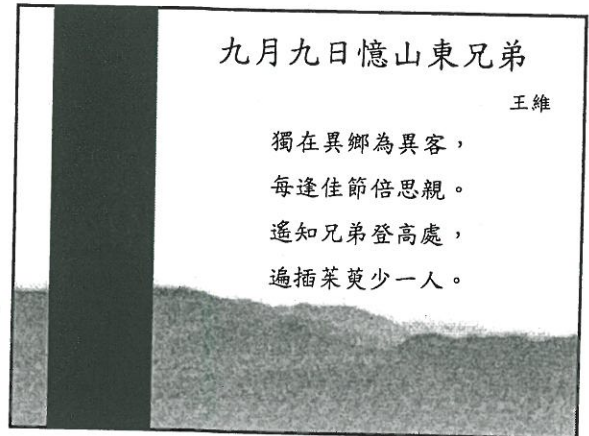 九月九日憶山東兄弟
王維
獨在異鄉為異客，
每逢佳節倍思親。
遙知兄弟登高處，
遍插茱萸少一人。